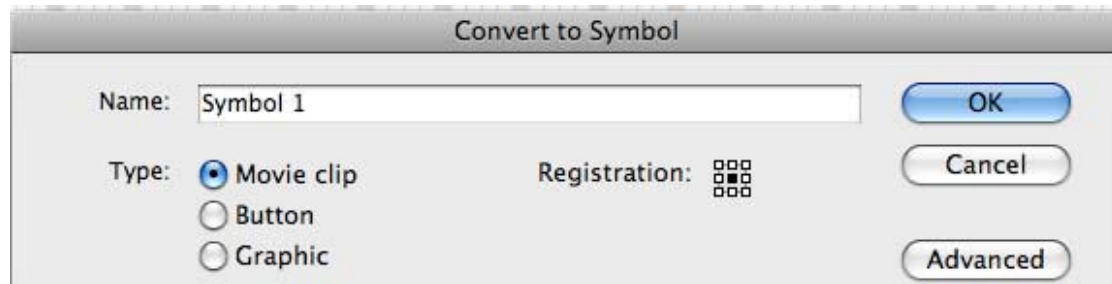 Convert to Symbol
Name: Symbol 1 OK
Type: Movie clip Registration: Cancel
Button
Graphic Advanced